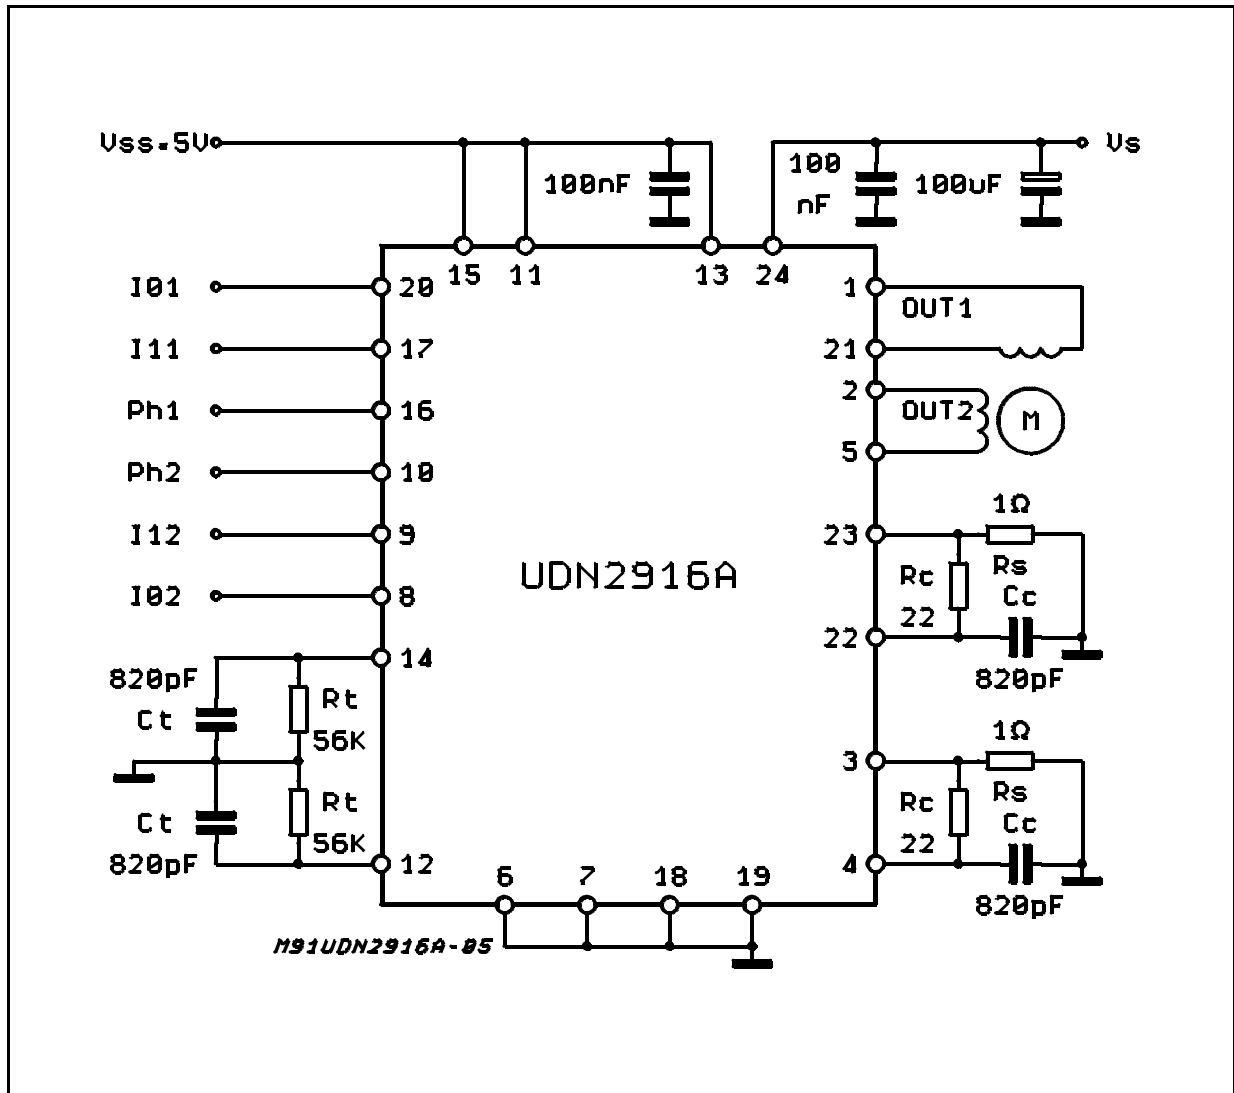 Vss=5V
Vs
100nF
100
nF
100uF
15 11 13 24
I01
20
1
OUT1
I11
17
21
2
Ph1
16
OUT2
M
5
Ph2
10
1Ω
I12
9
23
Rs
UDN2916A
Rc
22
Cc
I02
8
22
820pF
14
820pF
Ct
Rt
56K
1Ω
3
Rs
Rt
Rc
22
Cc
Ct
56K
820pF
12
4
820pF
6 7 18 19
M91UDN2916A-05